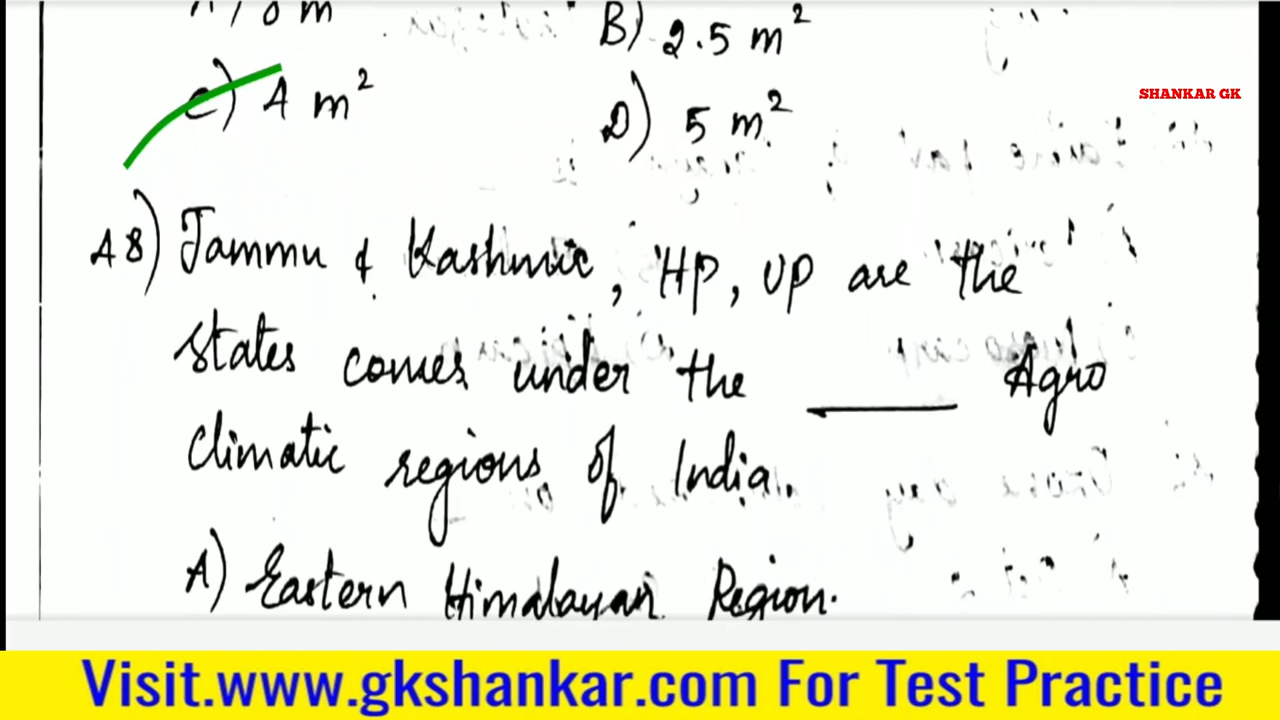 B) 2.5 m²
C) 4 m²
D) 5 m²
SHANKAR GK
48) Jammu & Kashmir, HP, UP are the
states comes under the ______ Agro
climatic regions of India.
A) Eastern Himalayan Region.
Visit.www.gkshankar.com For Test Practice